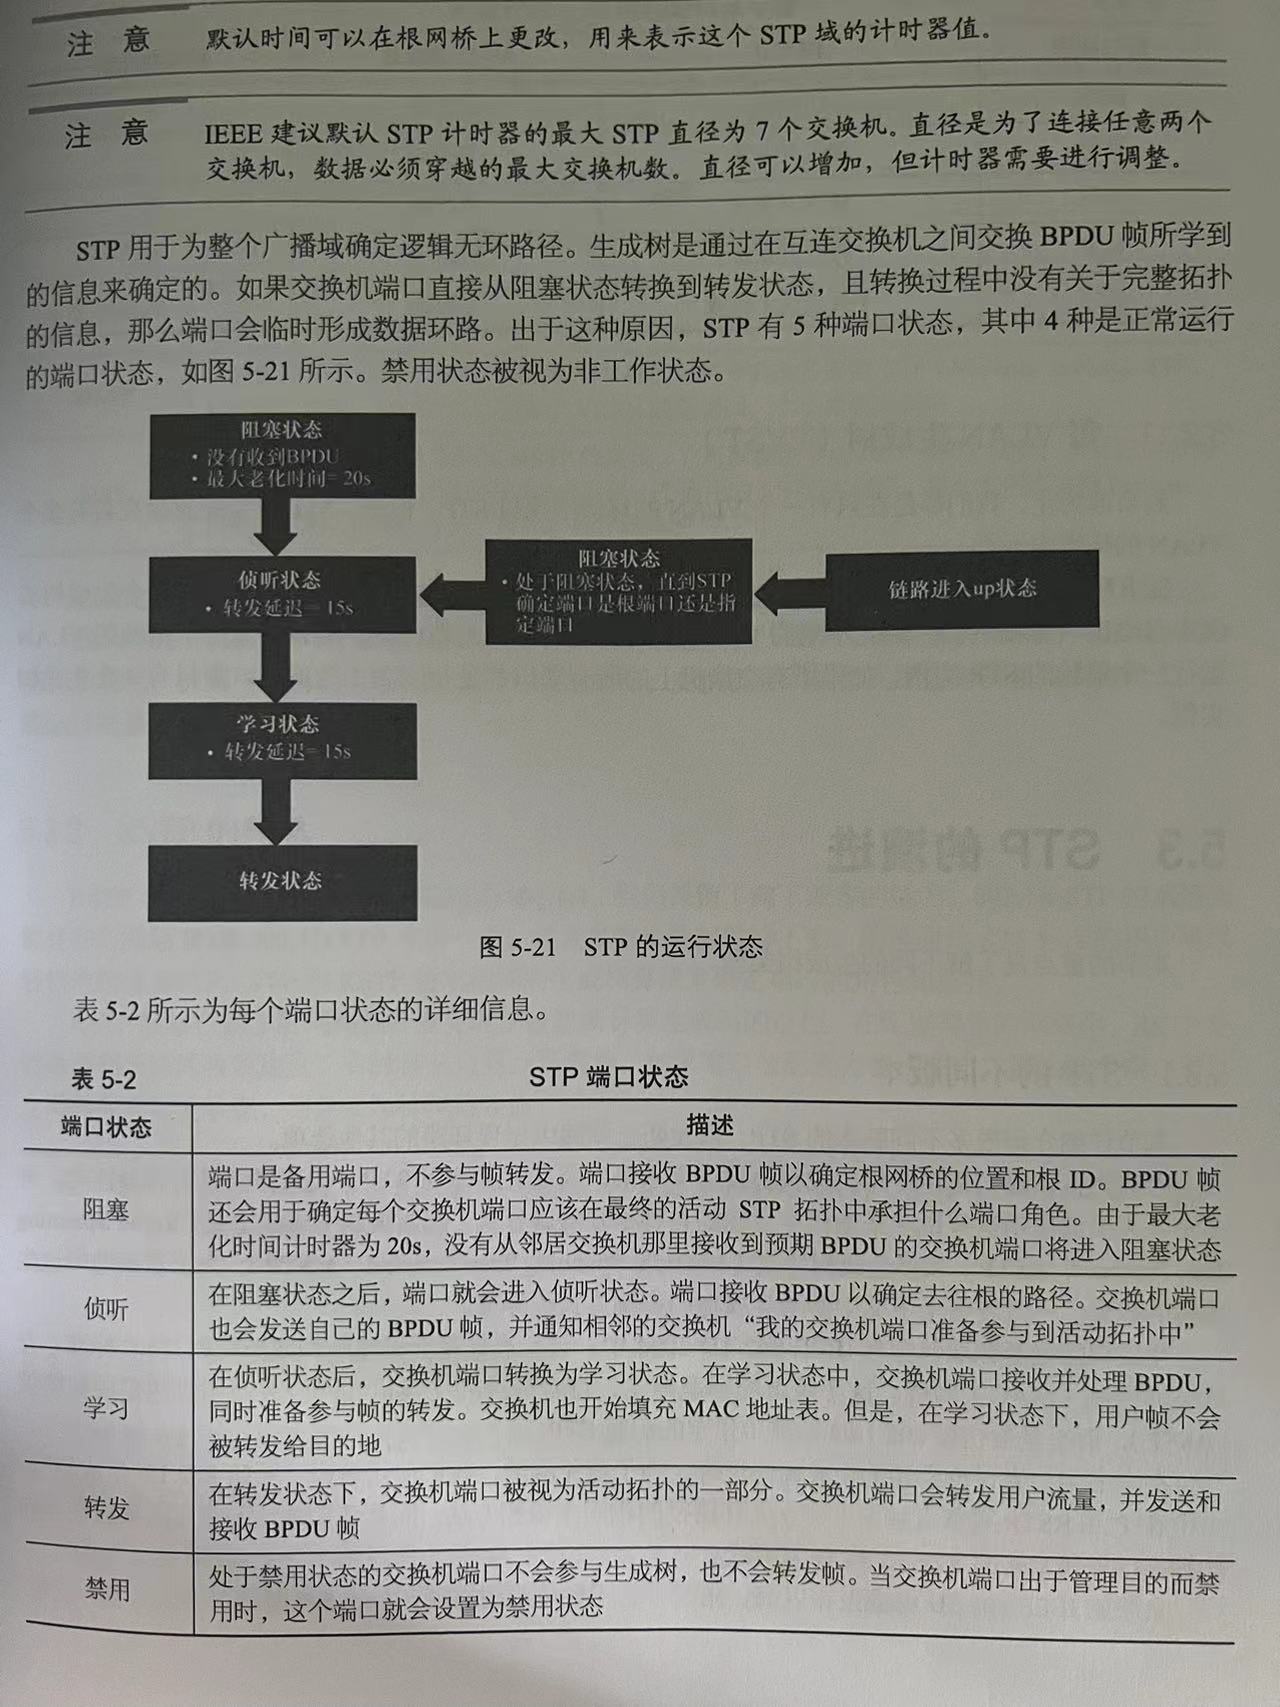 注 意 默认时间可以在根网桥上更改，用来表示这个 STP 域的计时器值。
注 意 IEEE 建议默认 STP 计时器的最大 STP 直径为 7 个交换机。直径是为了连接任意两个
交换机，数据必须穿越的最大交换机数。直径可以增加，但计时器需要进行调整。
STP 用于为整个广播域确定逻辑无环路径。生成树是通过在互连交换机之间交换 BPDU 帧所学到
的信息来确定的。如果交换机端口直接从阻塞状态转换到转发状态，且转换过程中没有关于完整拓扑
的信息，那么端口会临时形成数据环路。出于这种原因，STP 有 5 种端口状态，其中 4 种是正常运行
的端口状态，如图 5-21 所示。禁用状态被视为非工作状态。
阻塞状态
• 没有收到BPDU
• 最大老化时间= 20s
侦听状态
• 转发延迟= 15s
阻塞状态
• 处于阻塞状态，直到STP
确定端口是根端口还是指
定端口
链路进入up状态
学习状态
• 转发延迟= 15s
转发状态
图 5-21 STP 的运行状态
表 5-2 所示为每个端口状态的详细信息。
表 5-2 STP 端口状态
端口状态 描述
阻塞
端口是备用端口，不参与帧转发。端口接收 BPDU 帧以确定根网桥的位置和根 ID。BPDU 帧
还会用于确定每个交换机端口应该在最终的活动 STP 拓扑中承担什么端口角色。由于最大老
化时间计时器为 20s，没有从邻居交换机那里接收到预期 BPDU 的交换机端口将进入阻塞状态
侦听
在阻塞状态之后，端口就会进入侦听状态。端口接收 BPDU 以确定去往根的路径。交换机端口
也会发送自己的 BPDU 帧，并通知相邻的交换机“我的交换机端口准备参与到活动拓扑中”
学习
在侦听状态后，交换机端口转换为学习状态。在学习状态中，交换机端口接收并处理 BPDU，
同时准备参与帧的转发。交换机也开始填充 MAC 地址表。但是，在学习状态下，用户帧不会
被转发给目的地
转发
在转发状态下，交换机端口被视为活动拓扑的一部分。交换机端口会转发用户流量，并发送和
接收 BPDU 帧
禁用
处于禁用状态的交换机端口不会参与生成树，也不会转发帧。当交换机端口出于管理目的而禁
用时，这个端口就会设置为禁用状态